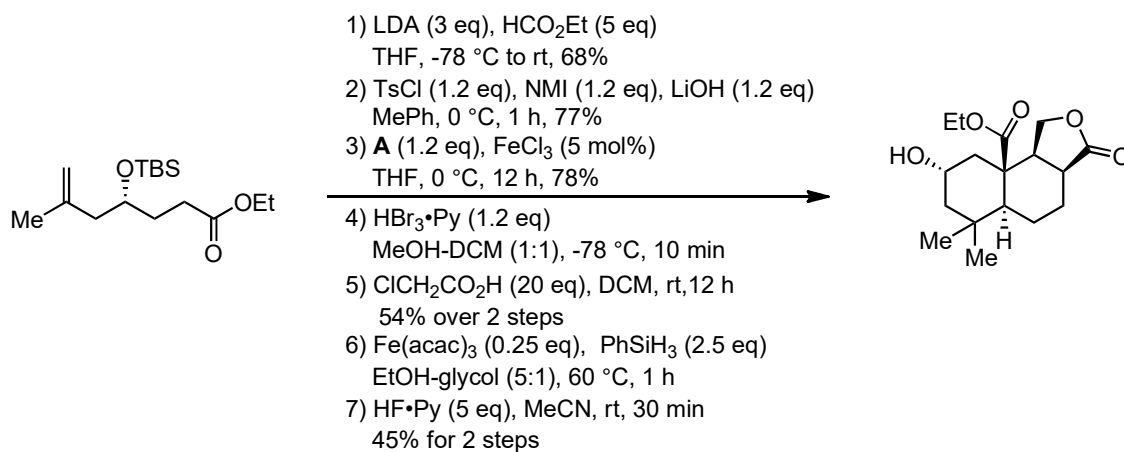 1) LDA (3 eq), HCO₂Et (5 eq)
THF, -78 °C to rt, 68%
2) TsCl (1.2 eq), NMI (1.2 eq), LiOH (1.2 eq)
MePh, 0 °C, 1 h, 77%
3) A (1.2 eq), FeCl₃ (5 mol%)
THF, 0 °C, 12 h, 78%
4) HBr₃•Py (1.2 eq)
MeOH-DCM (1:1), -78 °C, 10 min
5) ClCH₂CO₂H (20 eq), DCM, rt,12 h
54% over 2 steps
6) Fe(acac)₃ (0.25 eq), PhSiH₃ (2.5 eq)
EtOH-glycol (5:1), 60 °C, 1 h
7) HF•Py (5 eq), MeCN, rt, 30 min
45% for 2 steps
OTBS
Me
OEt
O
EtO
O
O
O
HO
H
Me
Me